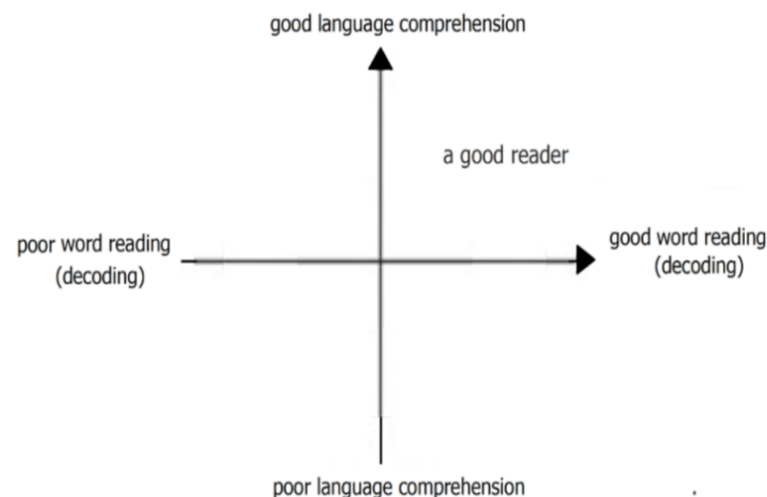 good language comprehension
a good reader
poor word reading
(decoding)
good word reading
(decoding)
poor language comprehension